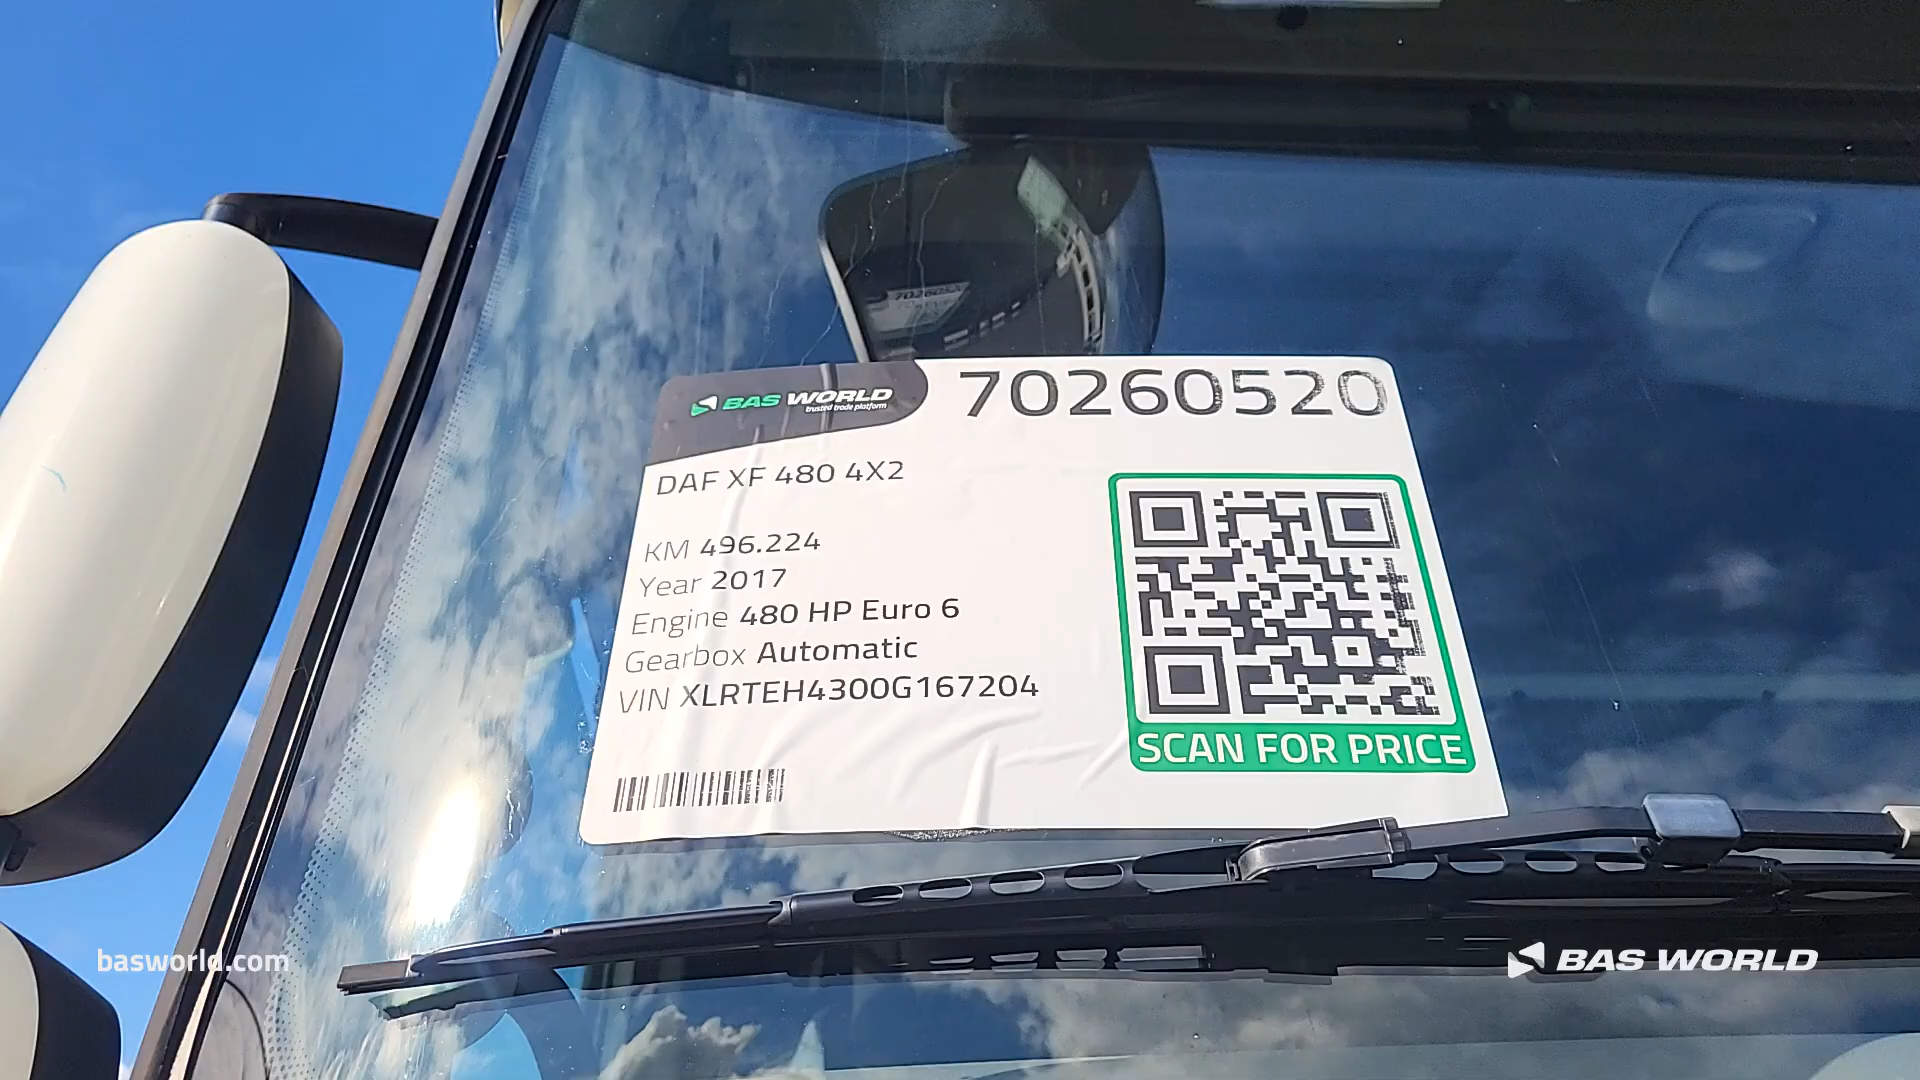 BAS WORLD
trusted trade platform
70260520
DAF XF 480 4X2
KM 496.224
Year 2017
Engine 480 HP Euro 6
Gearbox Automatic
VIN XLRTEH4300G167204
SCAN FOR PRICE
basworld.com
BAS WORLD